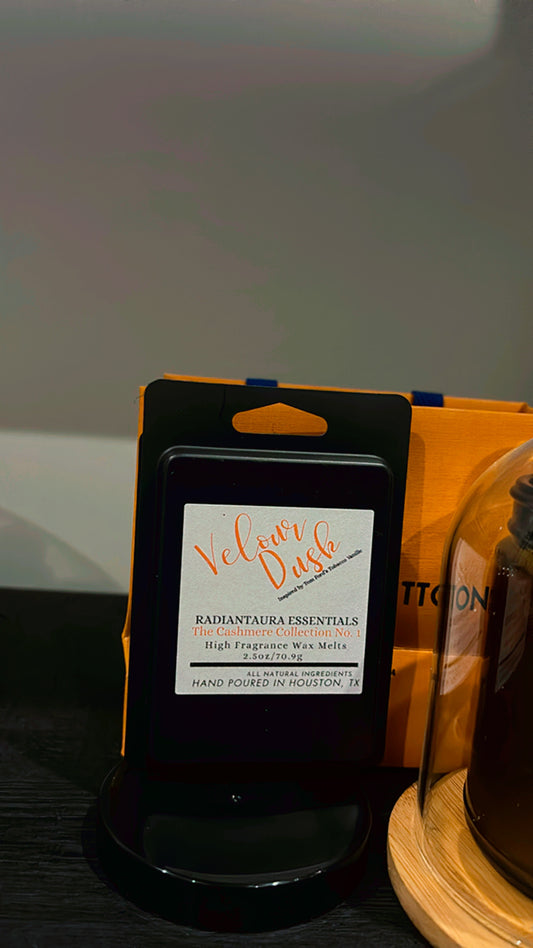 Velour
Dusk
Inspired by Tom Ford's Tobacco Vanille
RADIANTAURA ESSENTIALS
The Cashmere Collection No. 1
High Fragrance Wax Melts
2.5oz/70.9g
ALL NATURAL INGREDIENTS
HAND POURED IN HOUSTON, TX